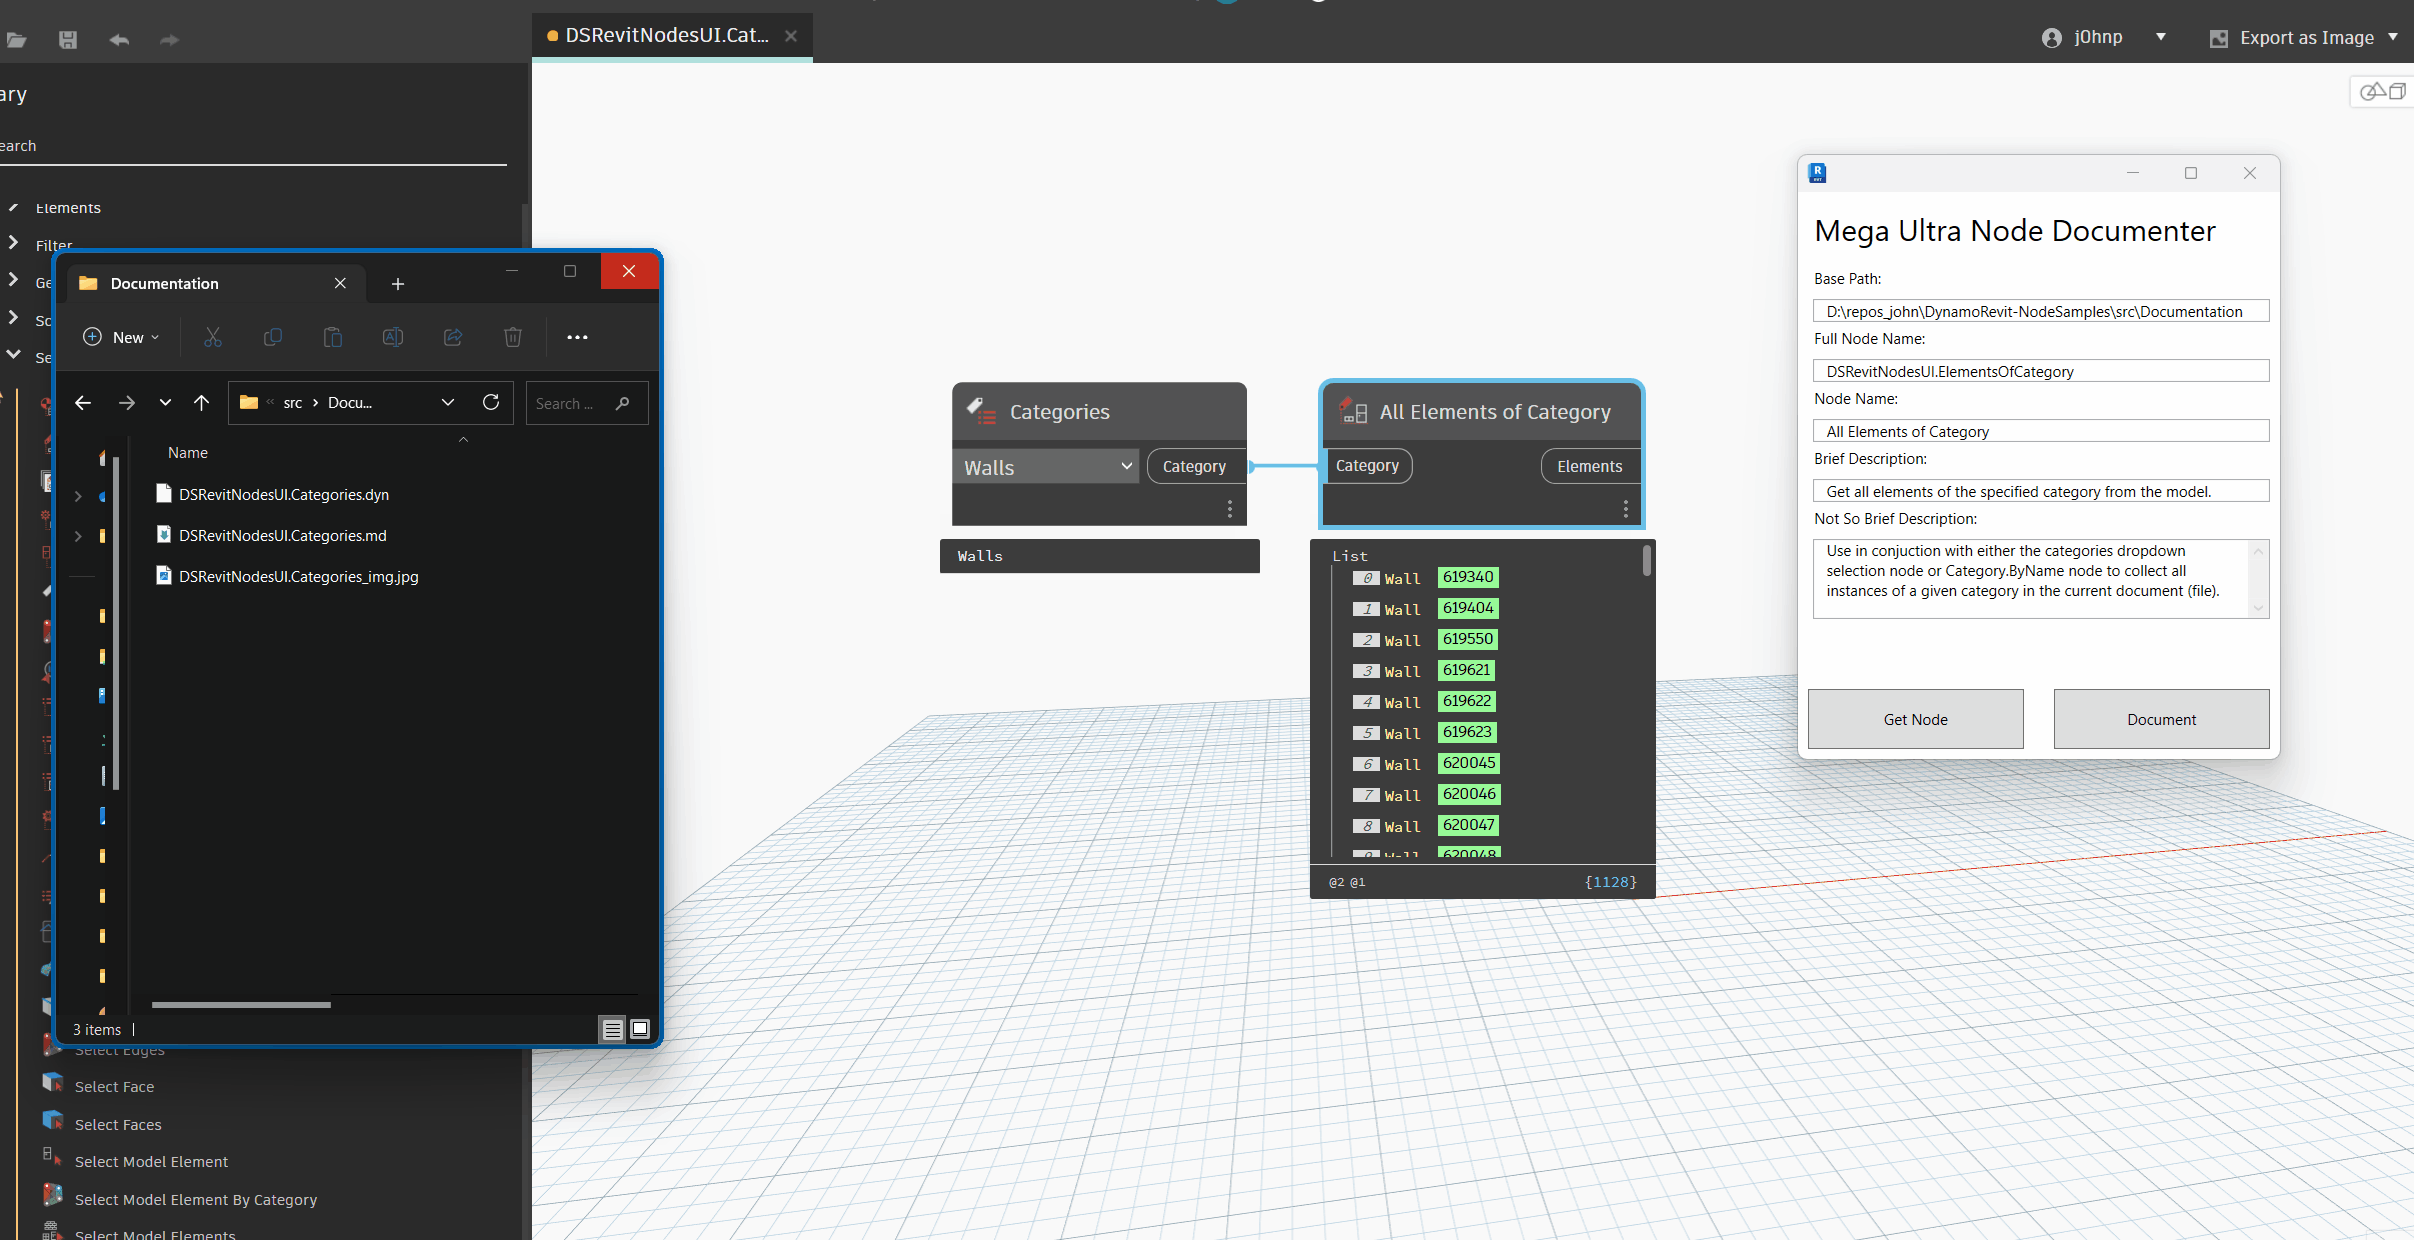 DSRevitNodesUI.Cat...
j0hnp
Export as Image
ary
earch
Elements
Filter
Ge
Sc
Se
Documentation
New
src
Docu...
Search ...
Name
DSRevitNodesUI.Categories.dyn
DSRevitNodesUI.Categories.md
DSRevitNodesUI.Categories_img.jpg
3 items
Select Edges
Select Face
Select Faces
Select Model Element
Select Model Element By Category
Select Model Elements
Categories
Walls
Category
Walls
All Elements of Category
Category
Elements
List
0 Wall 619340
1 Wall 619404
2 Wall 619550
3 Wall 619621
4 Wall 619622
5 Wall 619623
6 Wall 620045
7 Wall 620046
8 Wall 620047
9 Wall 620048
@2 @1
{1128}
Mega Ultra Node Documenter
Base Path:
D:\repos_john\DynamoRevit-NodeSamples\src\Documentation
Full Node Name:
DSRevitNodesUI.ElementsOfCategory
Node Name:
All Elements of Category
Brief Description:
Get all elements of the specified category from the model.
Not So Brief Description:
Use in conjuction with either the categories dropdown
selection node or Category.ByName node to collect all
instances of a given category in the current document (file).
Get Node
Document